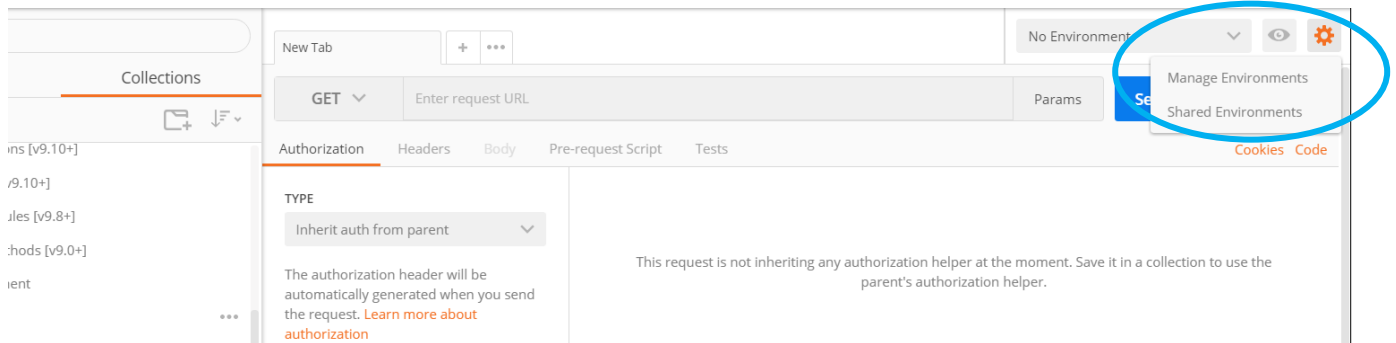 Collections
ons [v9.10+]
v9.10+]
ules [v9.8+]
thods [v9.0+]
nent
New Tab
No Environment
Manage Environments
Shared Environments
GET
Enter request URL
Params
Se
Authorization Headers Body Pre-request Script Tests
Cookies Code
TYPE
Inherit auth from parent
The authorization header will be
automatically generated when you send
the request. Learn more about
authorization
This request is not inheriting any authorization helper at the moment. Save it in a collection to use the
parent's authorization helper.